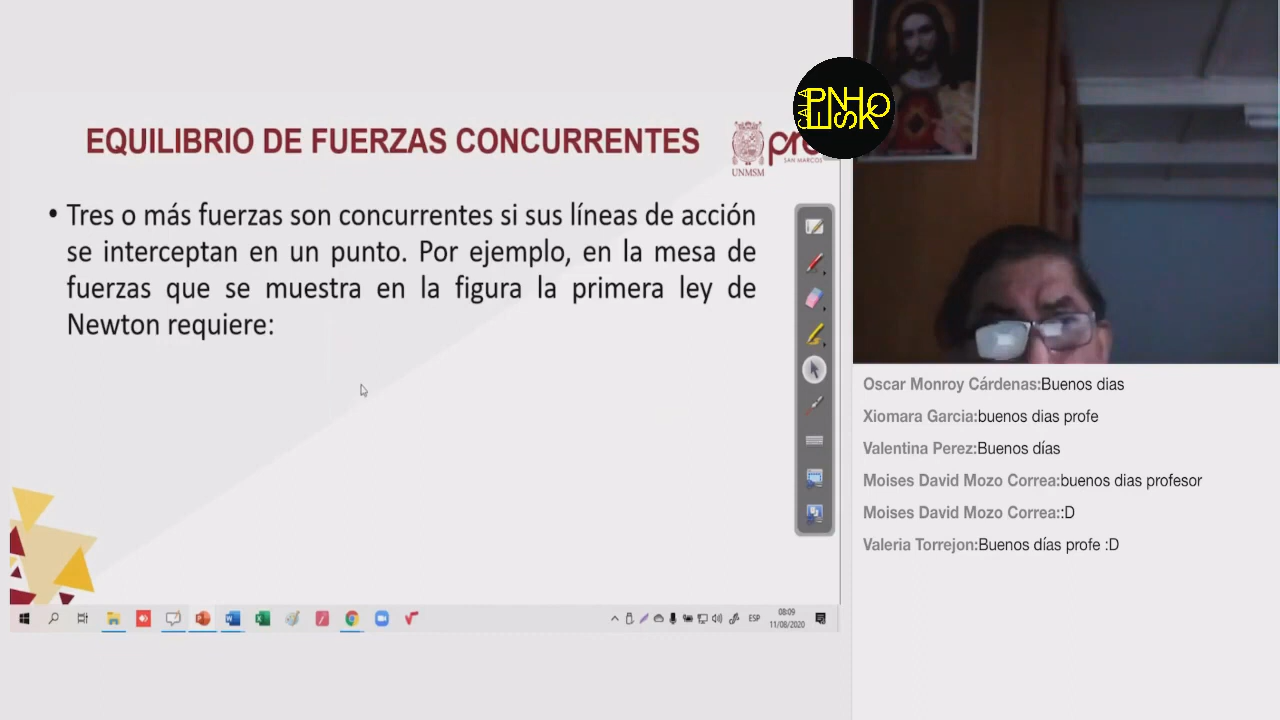 EQUILIBRIO DE FUERZAS CONCURRENTES
UNMSM
pre
SAN MARCOS
• Tres o más fuerzas son concurrentes si sus líneas de acción
se interceptan en un punto. Por ejemplo, en la mesa de
fuerzas que se muestra en la figura la primera ley de
Newton requiere:
ESP
08:09
11/08/2020
Oscar Monroy Cárdenas:Buenos dias
Xiomara Garcia:buenos dias profe
Valentina Perez:Buenos días
Moises David Mozo Correa:buenos dias profesor
Moises David Mozo Correa::D
Valeria Torrejon:Buenos días profe :D